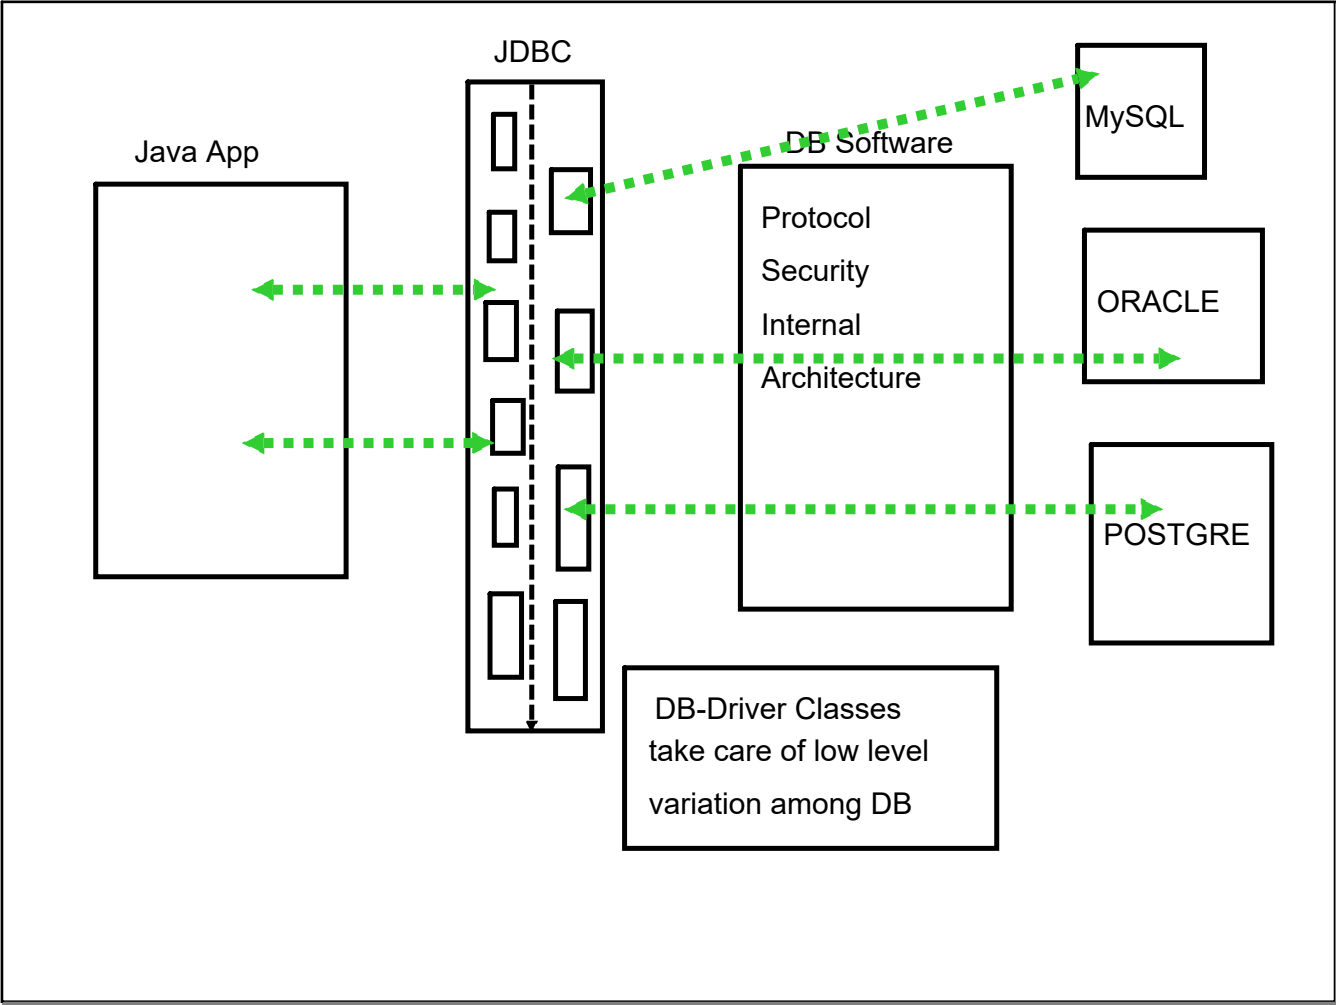 JDBC
Java App
DB Software
Protocol
Security
Internal
Architecture
MySQL
ORACLE
POSTGRE
DB-Driver Classes
take care of low level
variation among DB